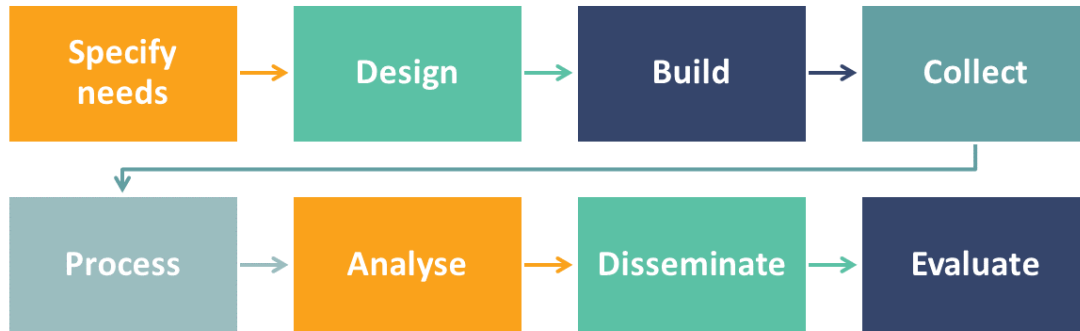 Specify
needs
Design
Build
Collect
Process
Analyse
Disseminate
Evaluate